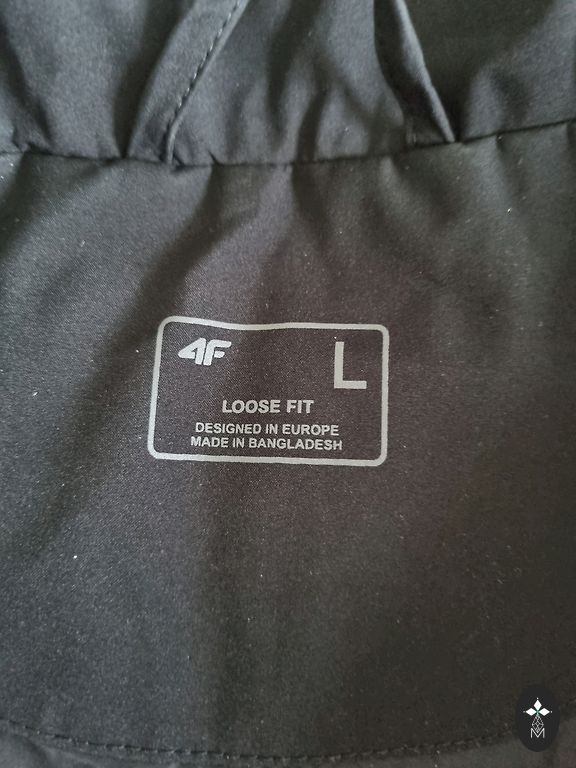 4F
L
LOOSE FIT
DESIGNED IN EUROPE
MADE IN BANGLADESH
M